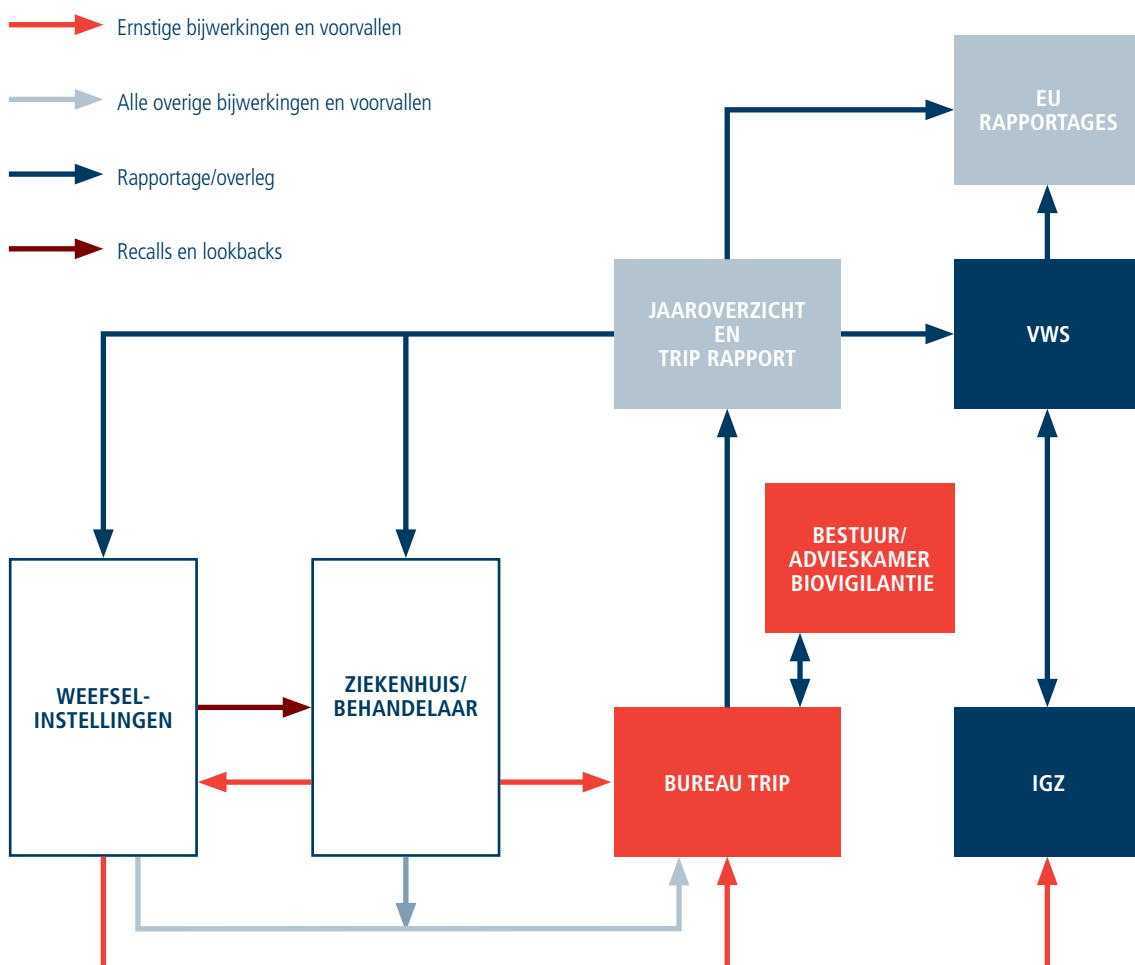 Ernstige bijwerkingen en voorvallen
Alle overige bijwerkingen en voorvallen
Rapportage/overleg
Recalls en lookbacks
EU
RAPPORTAGES
JAAROVERZICHT
EN
TRIP RAPPORT
VWS
BESTUUR/
ADVIESKAMER
BIOVIGILANTIE
WEEFSEL-
INSTELLINGEN
ZIEKENHUIS/
BEHANDELAAR
BUREAU TRIP
IGZ